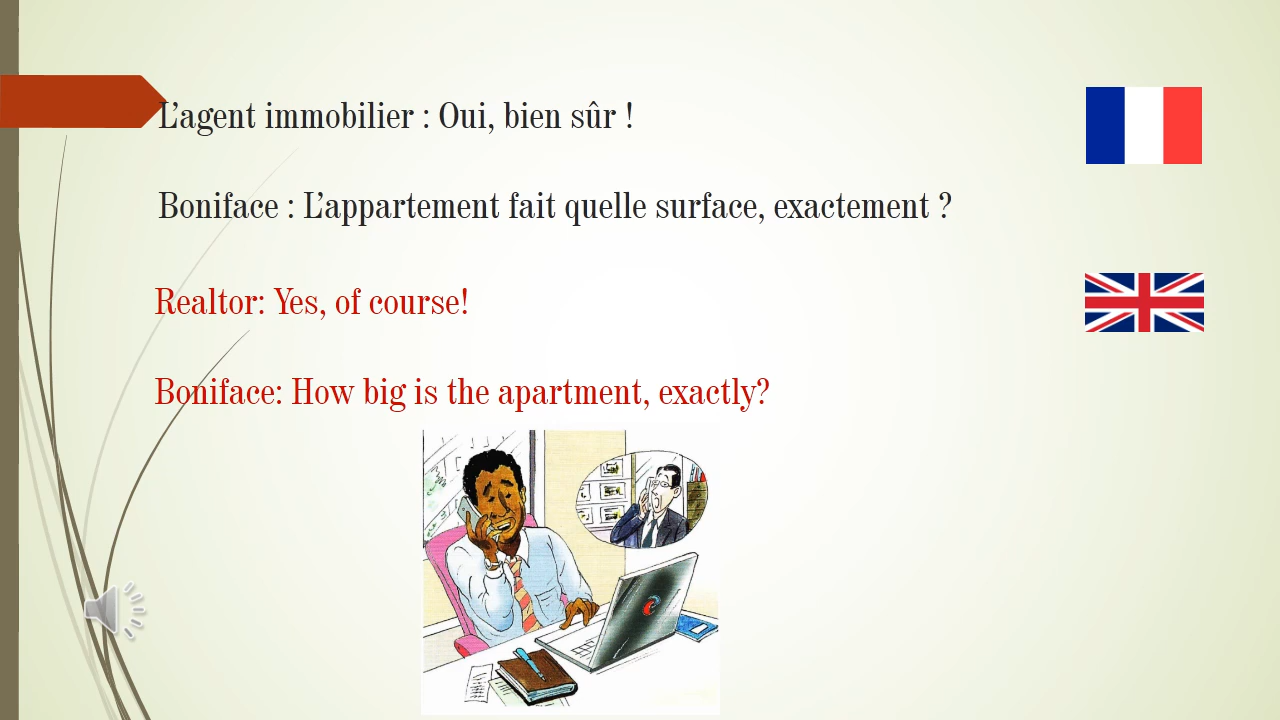 L’agent immobilier : Oui, bien sûr !
Boniface : L’appartement fait quelle surface, exactement ?
Realtor: Yes, of course!
Boniface: How big is the apartment, exactly?